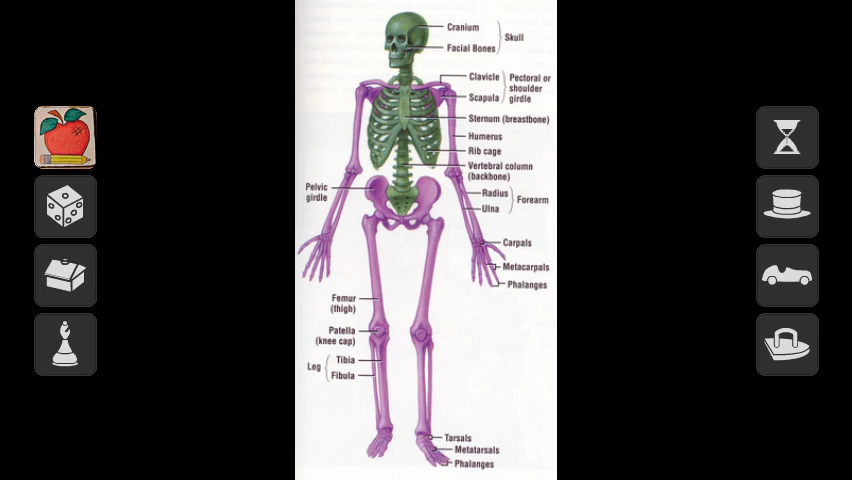 Cranium
Skull
Facial Bones
Clavicle
Pectoral or
shoulder
girdle
Scapula
Sternum (breastbone)
Humerus
Rib cage
Vertebral column
(backbone)
Pelvic
girdle
Radius
Forearm
Ulna
Carpals
Metacarpals
Phalanges
Femur
(thigh)
Patella
(knee cap)
Leg
Tibia
Fibula
Tarsals
Metatarsals
Phalanges